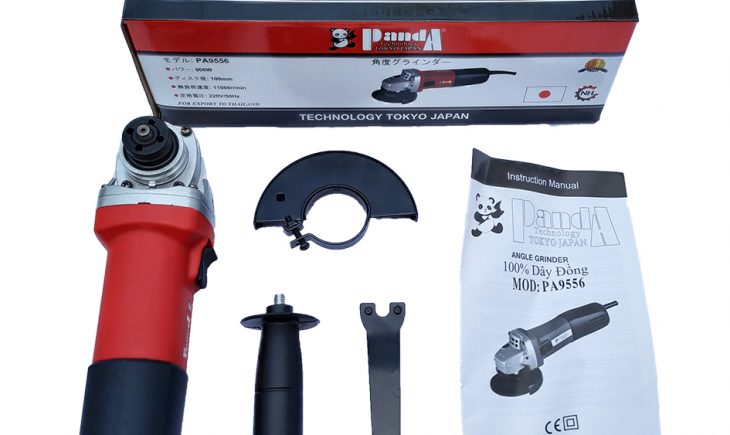 PandA
Technology
TOKYO JAPAN
モデル: PA9556
パワー: 900W
ディスク径: 100mm
無負荷速度: 11000r/min
定格電圧: 220V/50Hz
FOR EXPORT TO THAILAND
角度グラインダー
NH
TECHNOLOGY TOKYO JAPAN
Instruction Manual
PandA
Technology
TOKYO JAPAN
ANGLE GRINDER
100% Dây Đồng
MOD: PA9556
CE